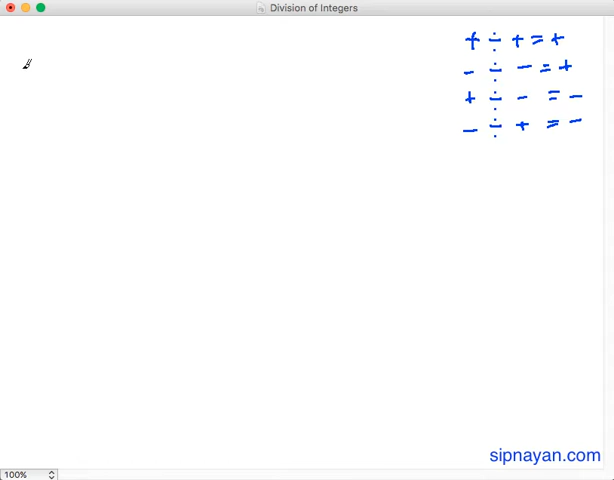 Division of Integers
+ ÷ + = +
- ÷ - = +
+ ÷ - = -
- ÷ + = -
sipnayan.com
100%